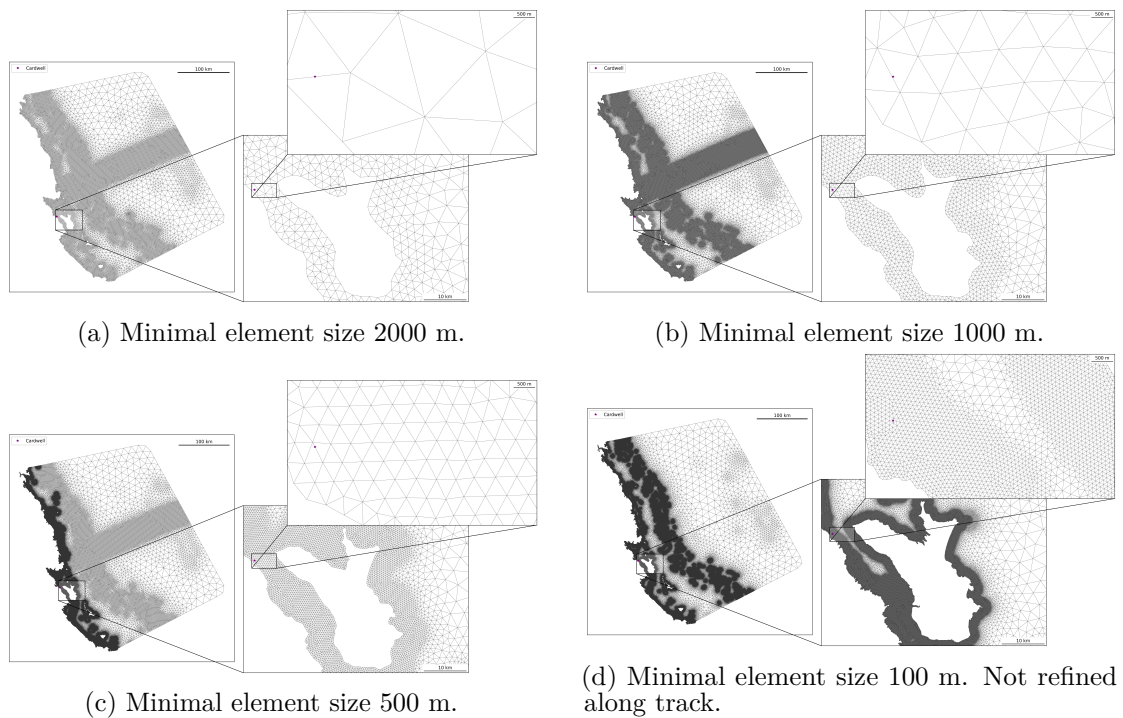 500 m
Cardwell
100 km
10 km
(a) Minimal element size 2000 m.
500 m
Cardwell
100 km
10 km
(b) Minimal element size 1000 m.
500 m
Cardwell
100 km
10 km
(c) Minimal element size 500 m.
500 m
Cardwell
100 km
10 km
(d) Minimal element size 100 m. Not refined
along track.